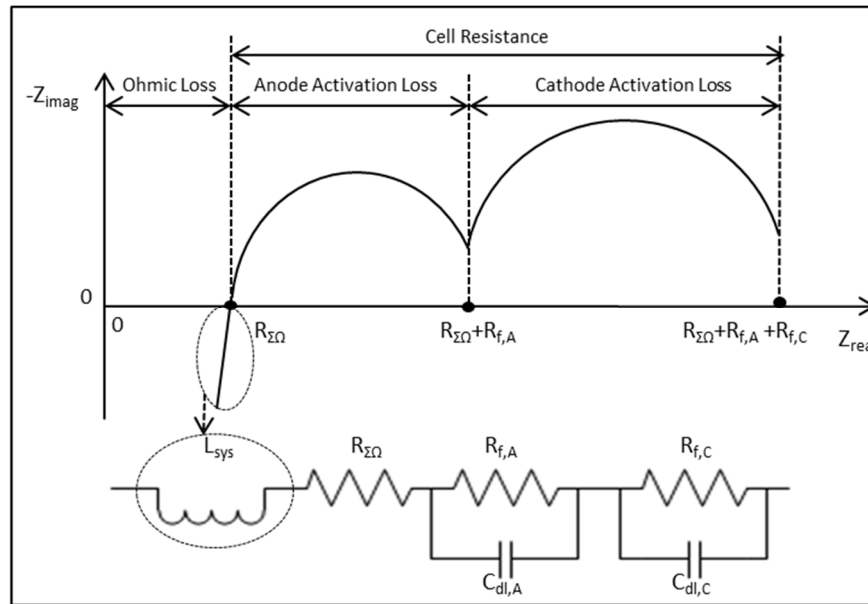 Cell Resistance
Ohmic Loss Anode Activation Loss Cathode Activation Loss
-Zimag
0
0 RΣΩ RΣΩ+Rf,A RΣΩ+Rf,A +Rf,C Zrea
Lsys RΣΩ Rf,A Rf,C
Cdl,A Cdl,C